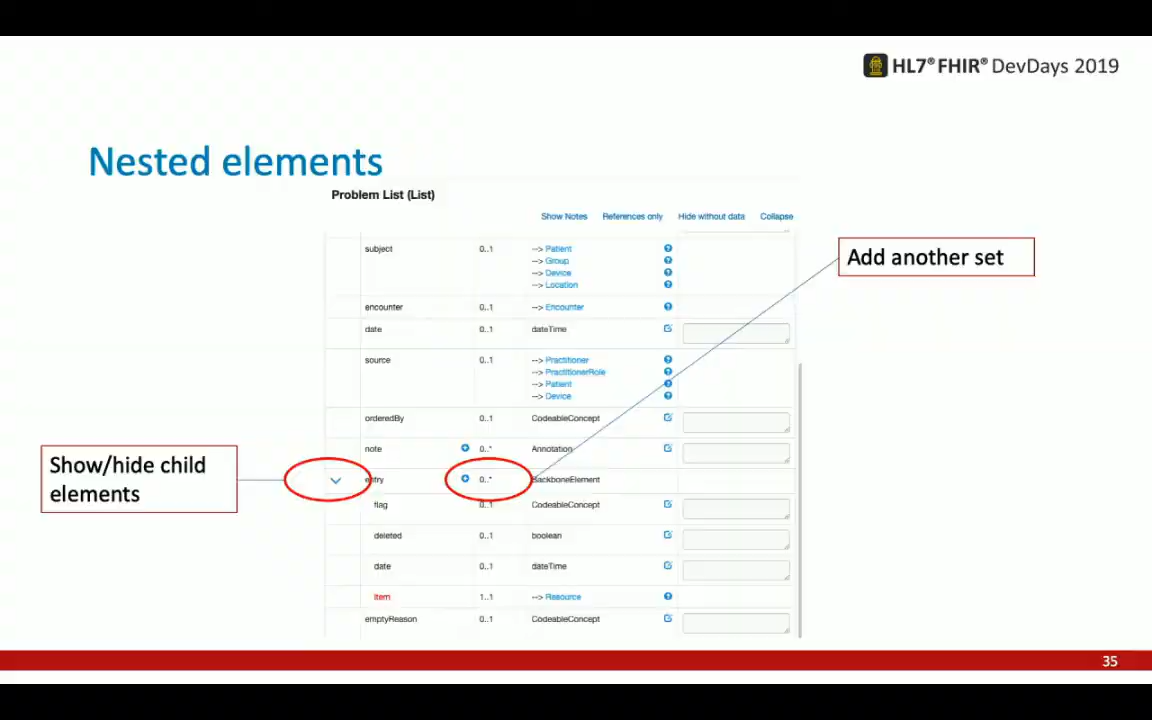 HL7® FHIR® DevDays 2019
Nested elements
Problem List (List)
Show Notes References only Hide without data Collapse
subject 0..1 --> Patient
--> Group
--> Device
--> Location
encounter 0..1 --> Encounter
date 0..1 dateTime
source 0..1 --> Practitioner
--> PractitionerRole
--> Patient
--> Device
orderedBy 0..1 CodeableConcept
note 0..* Annotation
entry 0..* BackboneElement
flag 0..1 CodeableConcept
deleted 0..1 boolean
date 0..1 dateTime
item 1..1 --> Resource
emptyReason 0..1 CodeableConcept
Add another set
Show/hide child
elements
35